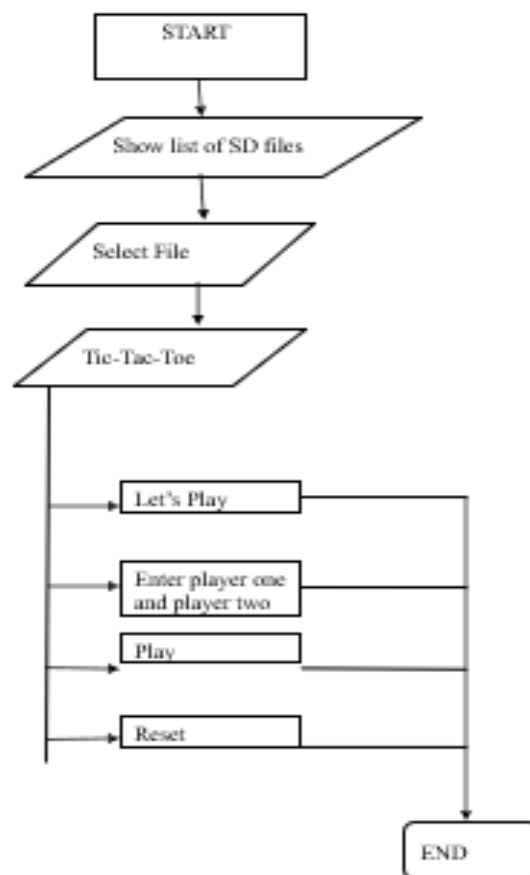 START
Show list of SD files
Select File
Tic-Tac-Toe
Let's Play
Enter player one
and player two
Play
Reset
END